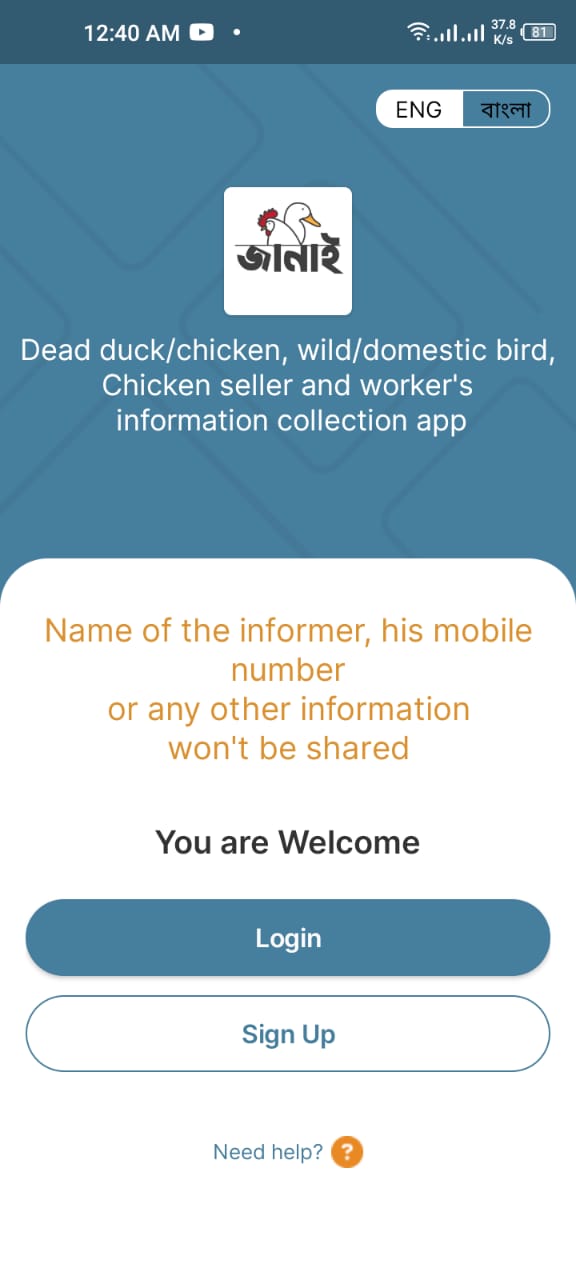 12:40 AM
37.8
K/s
81
ENG
বাংলা
জানাই
Dead duck/chicken, wild/domestic bird,
Chicken seller and worker's
information collection app
Name of the informer, his mobile
number
or any other information
won't be shared
You are Welcome
Login
Sign Up
Need help? ?